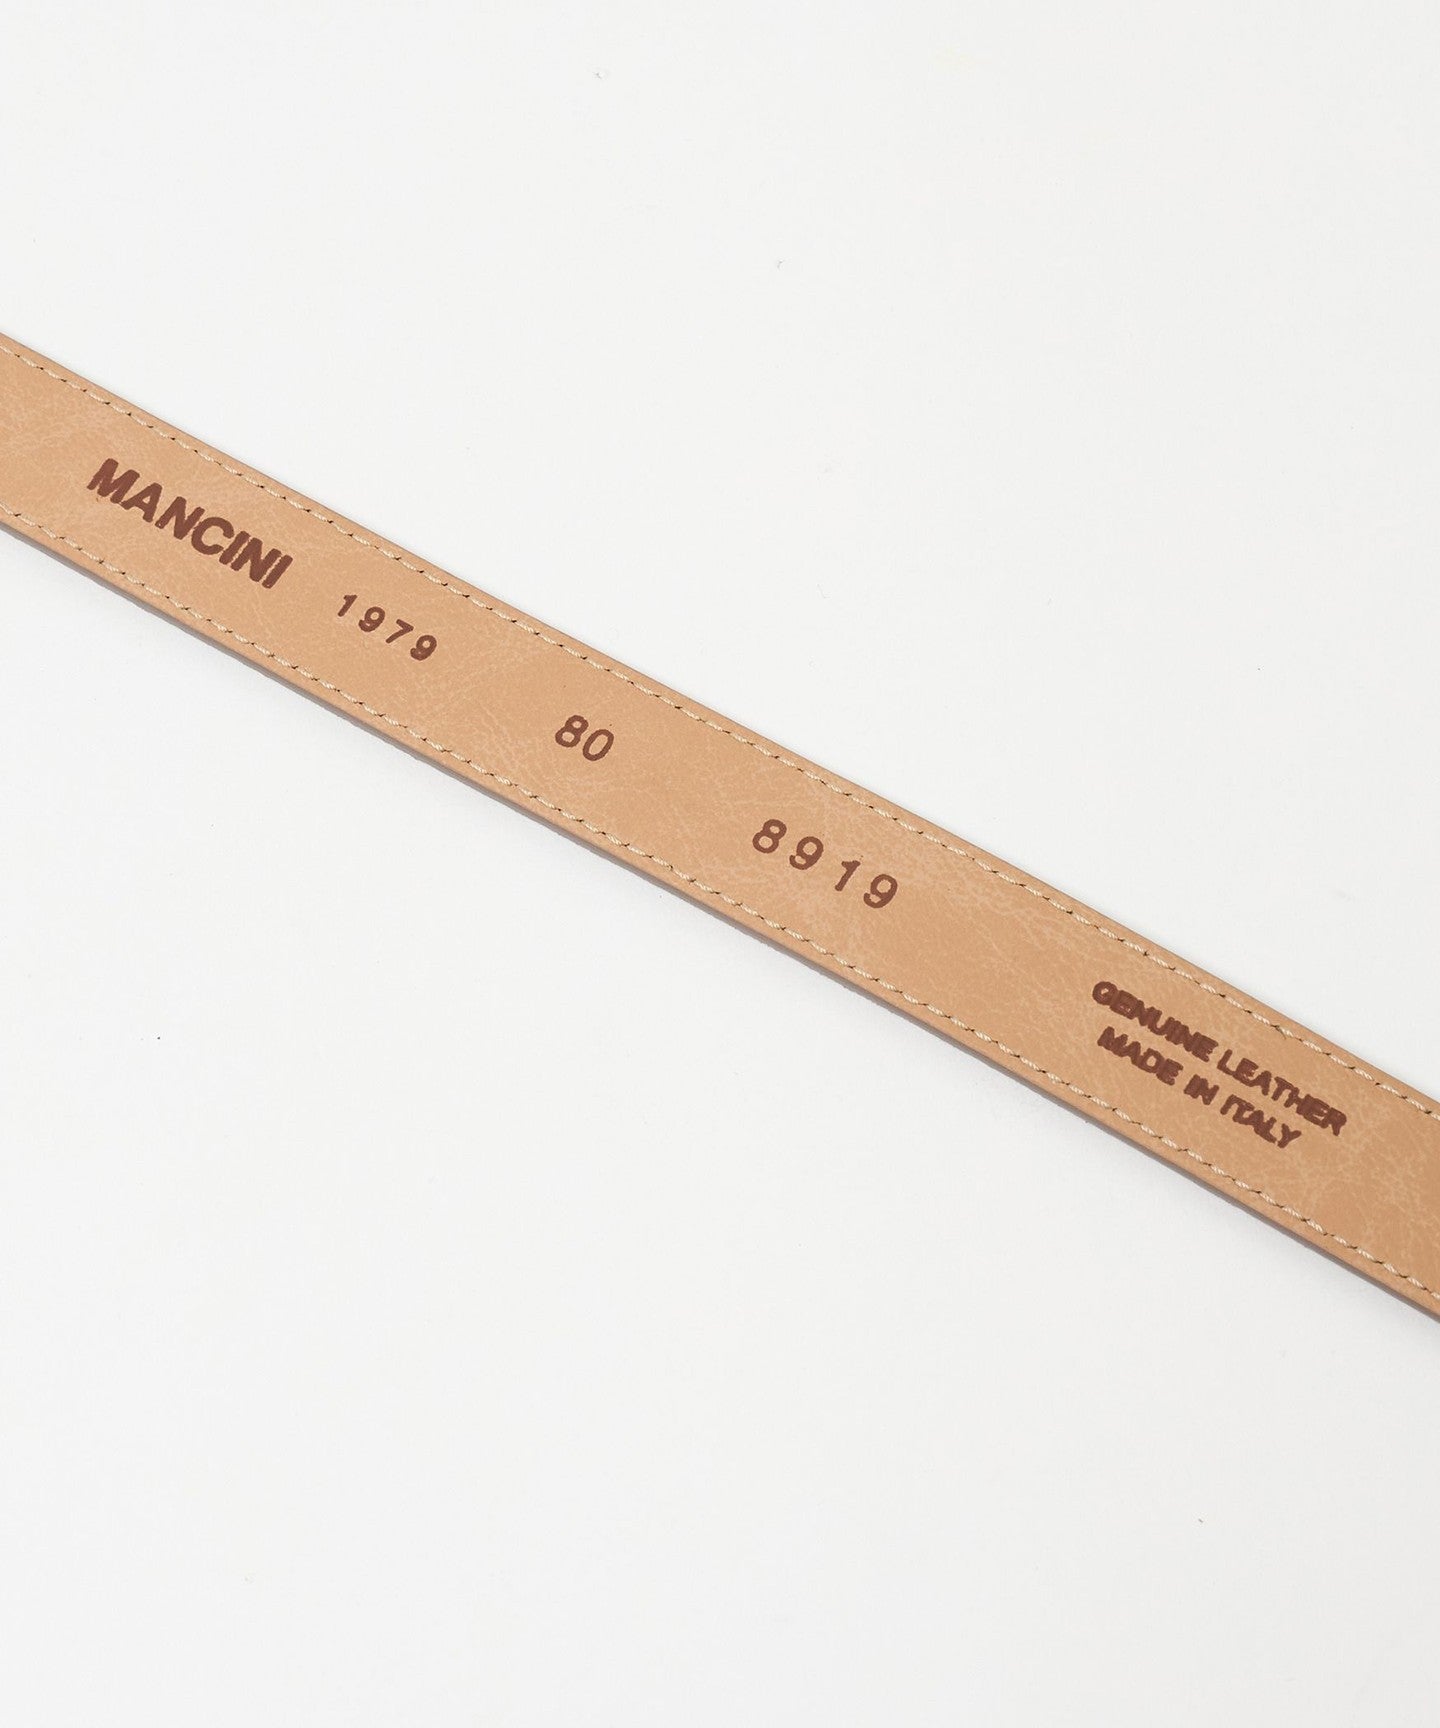 MANCINI 1979 80 8919
GENUINE LEATHER
MADE IN ITALY